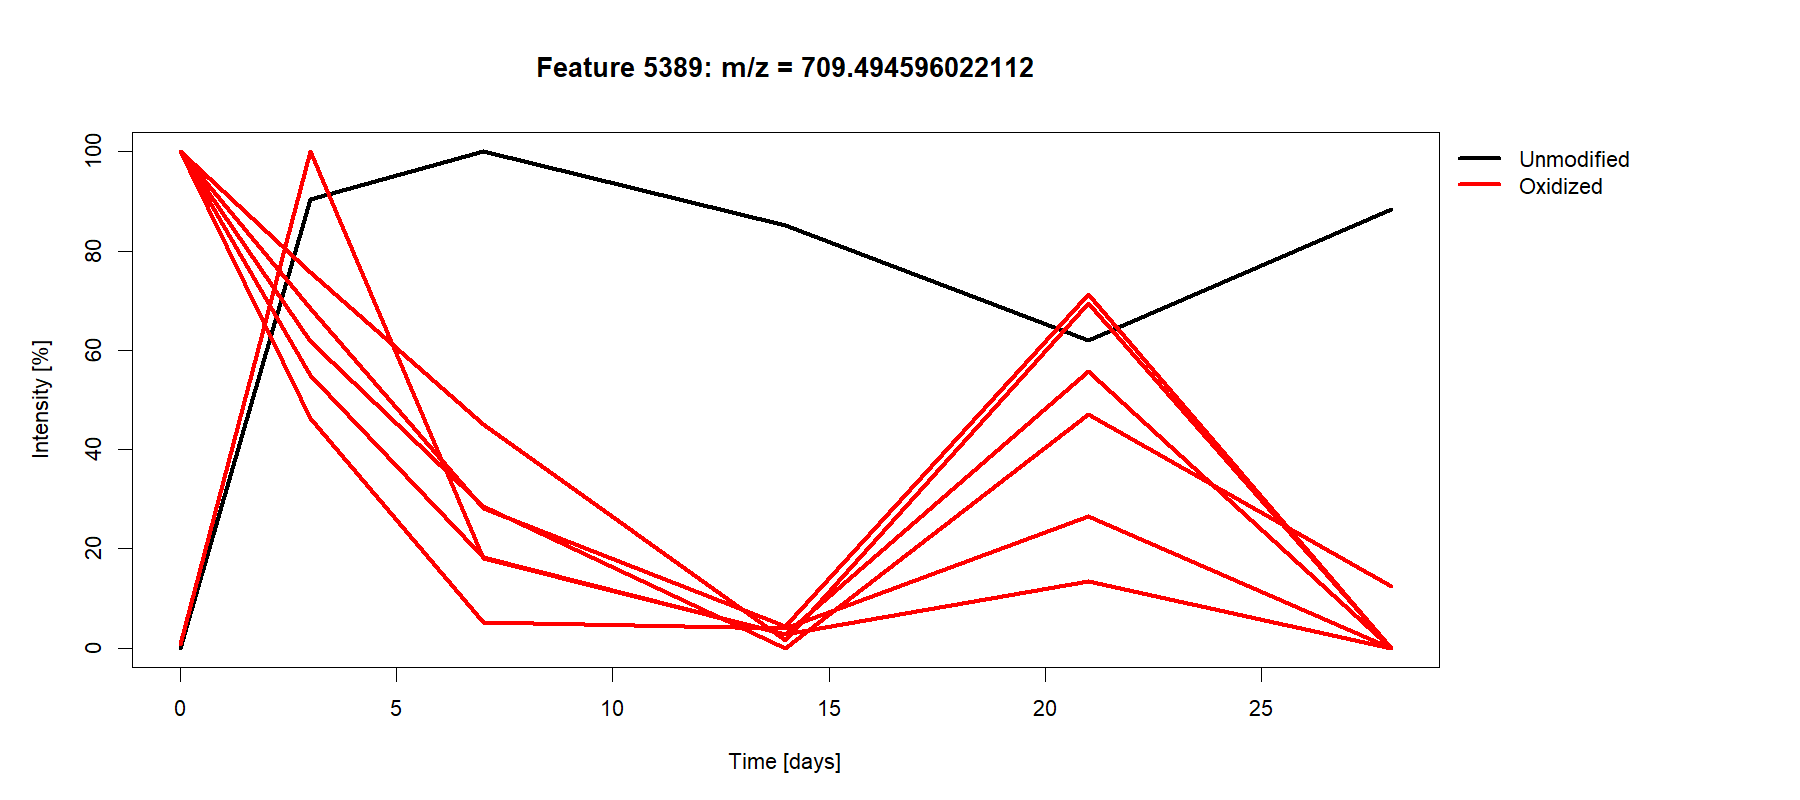 Feature 5389: m/z = 709.494596022112
Unmodified
Oxidized
Intensity [%]
100
80
60
40
20
0
0 5 10 15 20 25
Time [days]